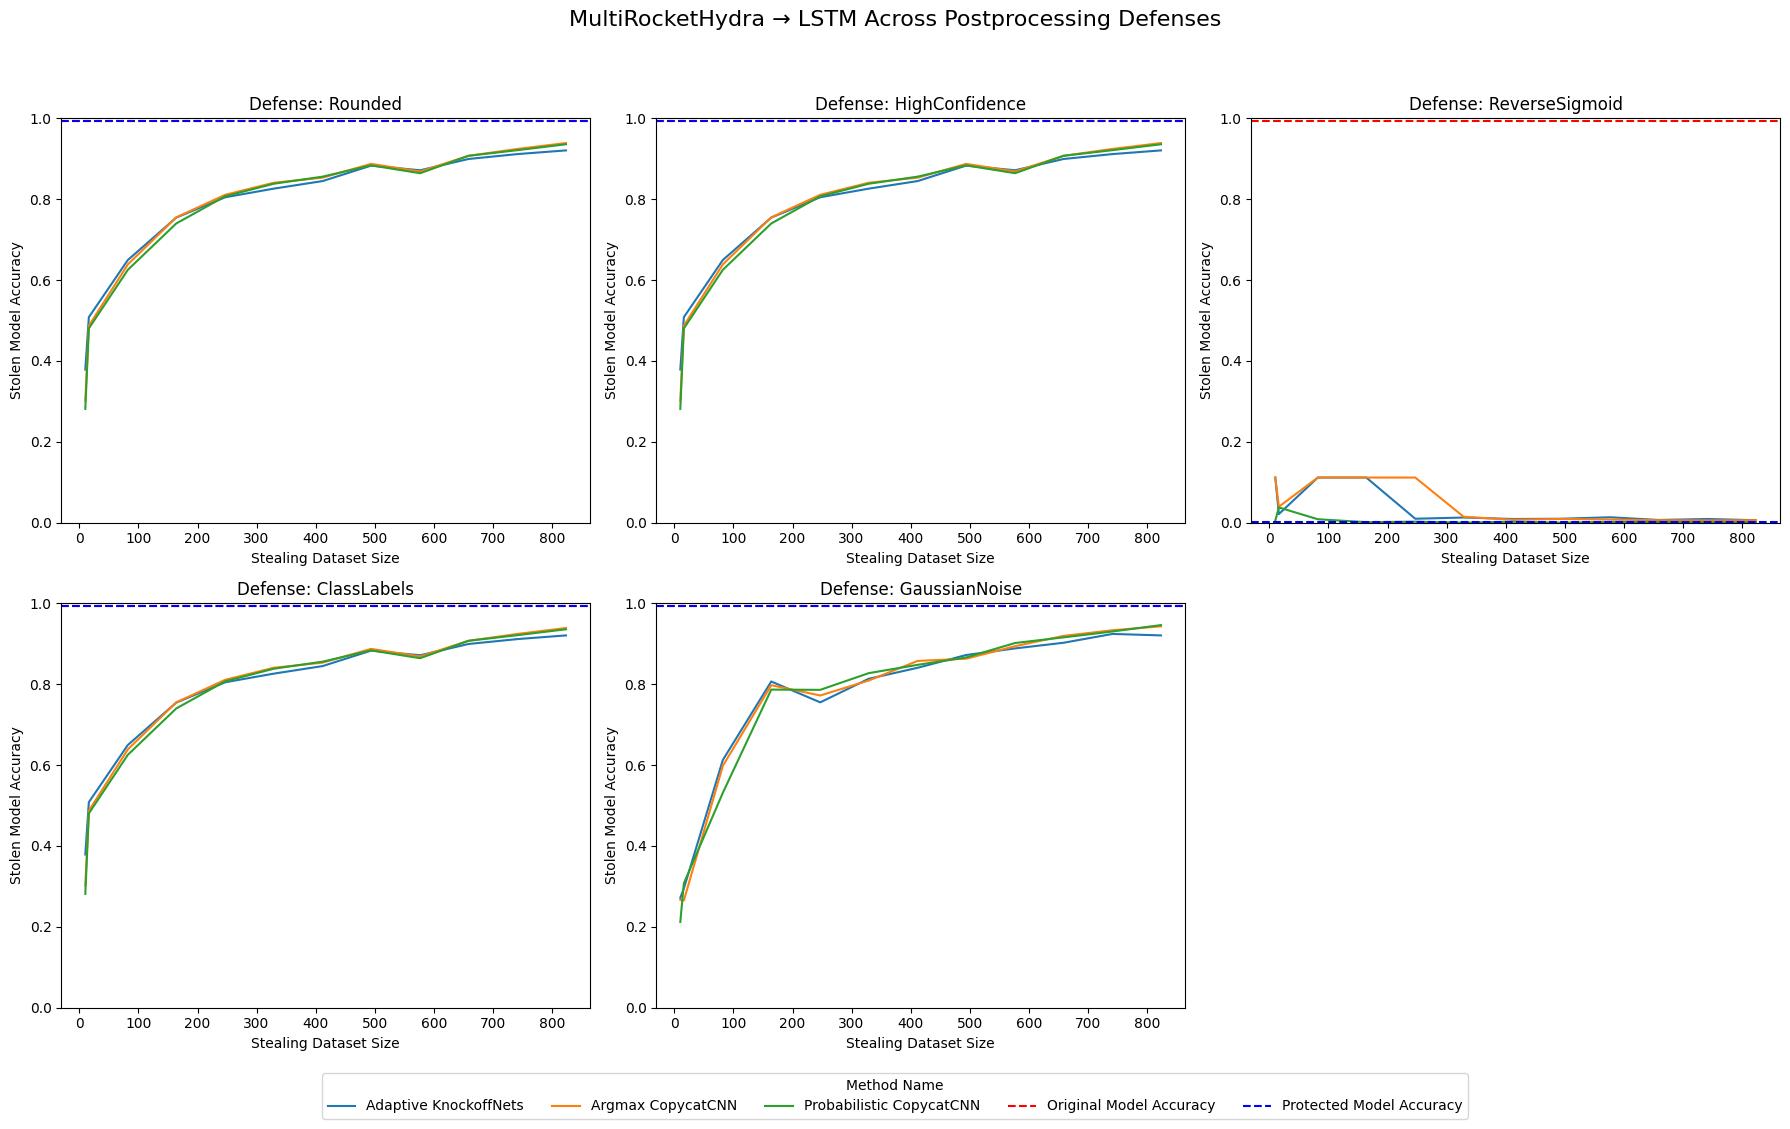 MultiRocketHydra → LSTM Across Postprocessing Defenses
Defense: Rounded
Stolen Model Accuracy
1.0
0.8
0.6
0.4
0.2
0.0
0 100 200 300 400 500 600 700 800
Stealing Dataset Size
Defense: HighConfidence
Stolen Model Accuracy
1.0
0.8
0.6
0.4
0.2
0.0
0 100 200 300 400 500 600 700 800
Stealing Dataset Size
Defense: ReverseSigmoid
Stolen Model Accuracy
1.0
0.8
0.6
0.4
0.2
0.0
0 100 200 300 400 500 600 700 800
Stealing Dataset Size
Defense: ClassLabels
Stolen Model Accuracy
1.0
0.8
0.6
0.4
0.2
0.0
0 100 200 300 400 500 600 700 800
Stealing Dataset Size
Defense: GaussianNoise
Stolen Model Accuracy
1.0
0.8
0.6
0.4
0.2
0.0
0 100 200 300 400 500 600 700 800
Stealing Dataset Size
Method Name
Adaptive KnockoffNets Argmax CopycatCNN Probabilistic CopycatCNN Original Model Accuracy Protected Model Accuracy